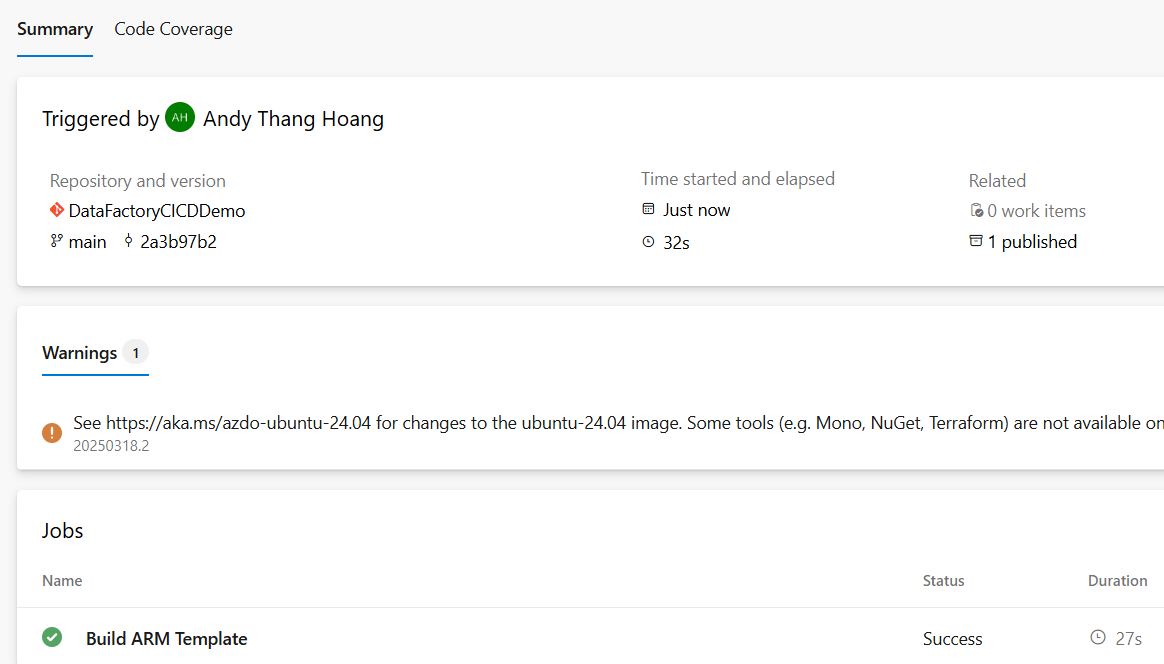 Summary Code Coverage
Triggered by AH Andy Thang Hoang
Repository and version
DataFactoryCICDDemo
main 2a3b97b2
Time started and elapsed
Just now
32s
Related
0 work items
1 published
Warnings 1
See https://aka.ms/azdo-ubuntu-24.04 for changes to the ubuntu-24.04 image. Some tools (e.g. Mono, NuGet, Terraform) are not available on
20250318.2
Jobs
Name Status Duration
Build ARM Template Success 27s